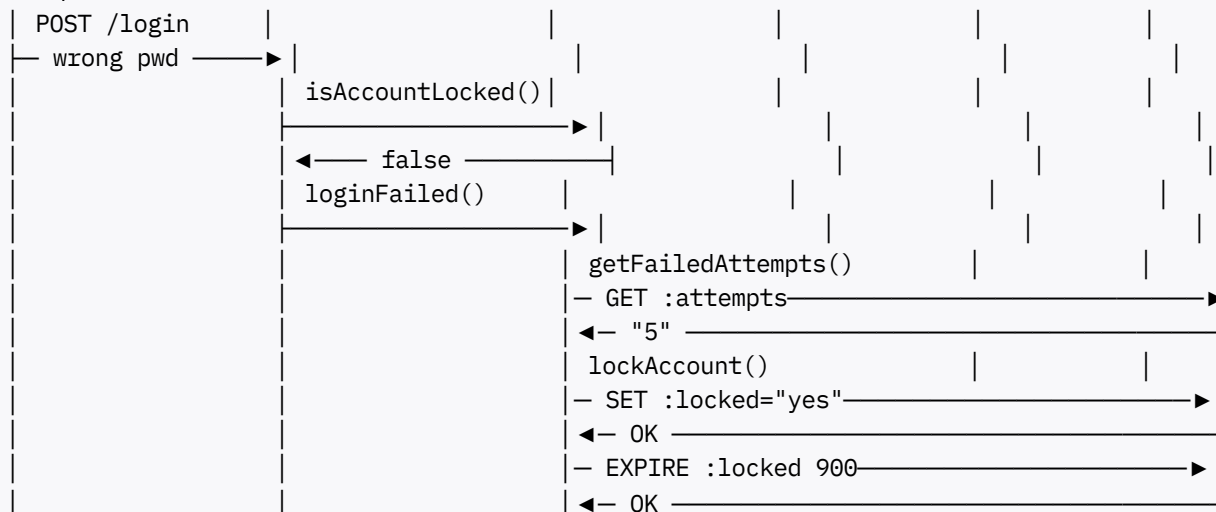 POST /login
wrong pwd
isAccountLocked()
false
loginFailed()
getFailedAttempts()
GET :attempts
"5"
lockAccount()
SET :locked="yes"
OK
EXPIRE :locked 900
OK